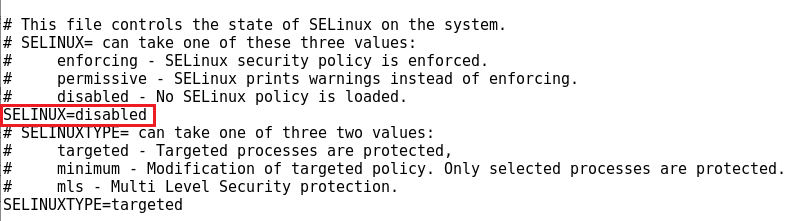 # This file controls the state of SELinux on the system.
# SELINUX= can take one of these three values:
#     enforcing - SELinux security policy is enforced.
#     permissive - SELinux prints warnings instead of enforcing.
#     disabled - No SELinux policy is loaded.
SELINUX=disabled
# SELINUXTYPE= can take one of three two values:
#     targeted - Targeted processes are protected,
#     minimum - Modification of targeted policy. Only selected processes are protected.
#     mls - Multi Level Security protection.
SELINUXTYPE=targeted